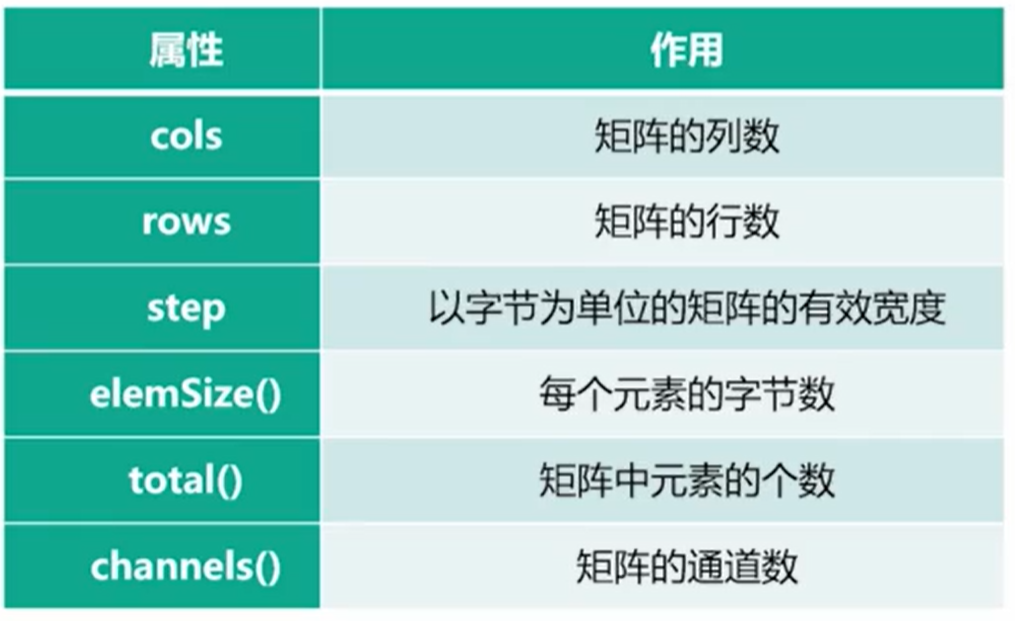 属性 作用
cols 矩阵的列数
rows 矩阵的行数
step 以字节为单位的矩阵的有效宽度
elemSize() 每个元素的字节数
total() 矩阵中元素的个数
channels() 矩阵的通道数